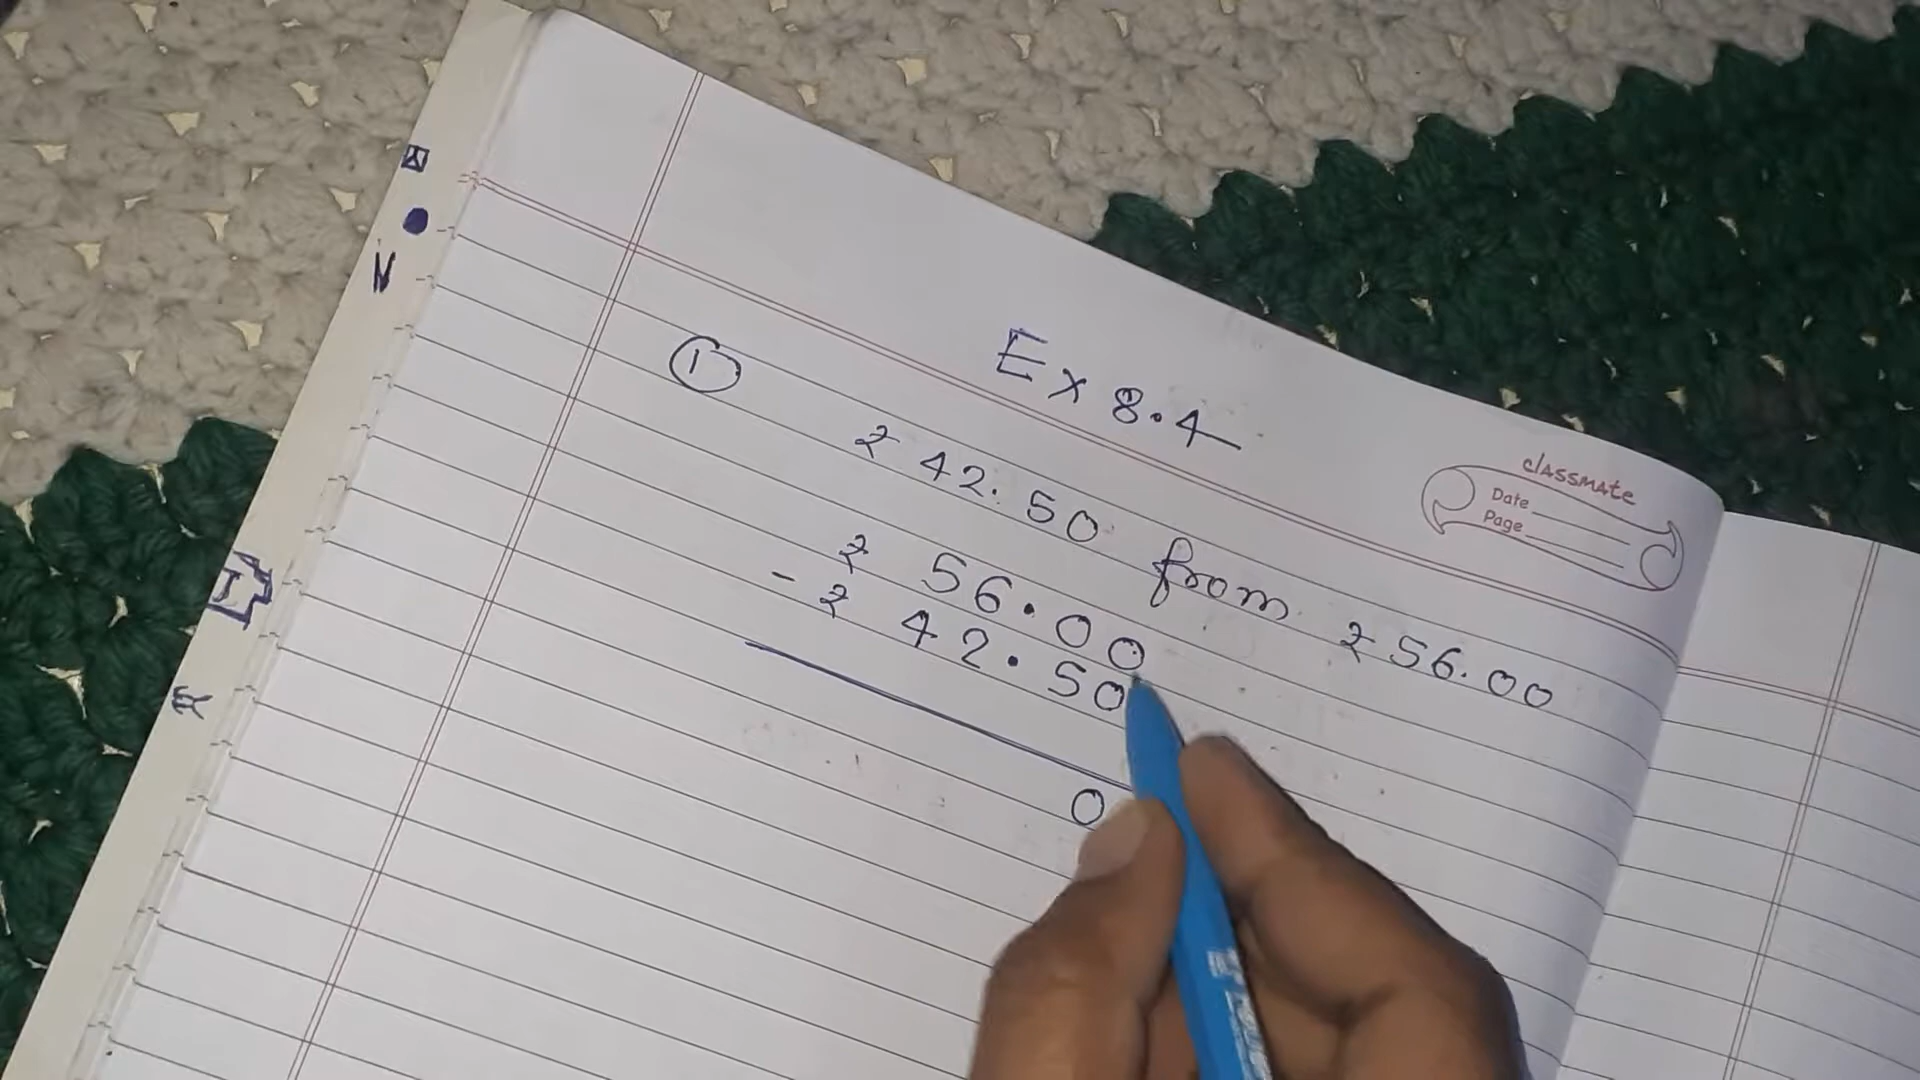 Ex 8.4
classmate
Date
Page
① ₹ 42.50 from ₹ 56.00
₹ 56.00
- ₹ 42.50
0